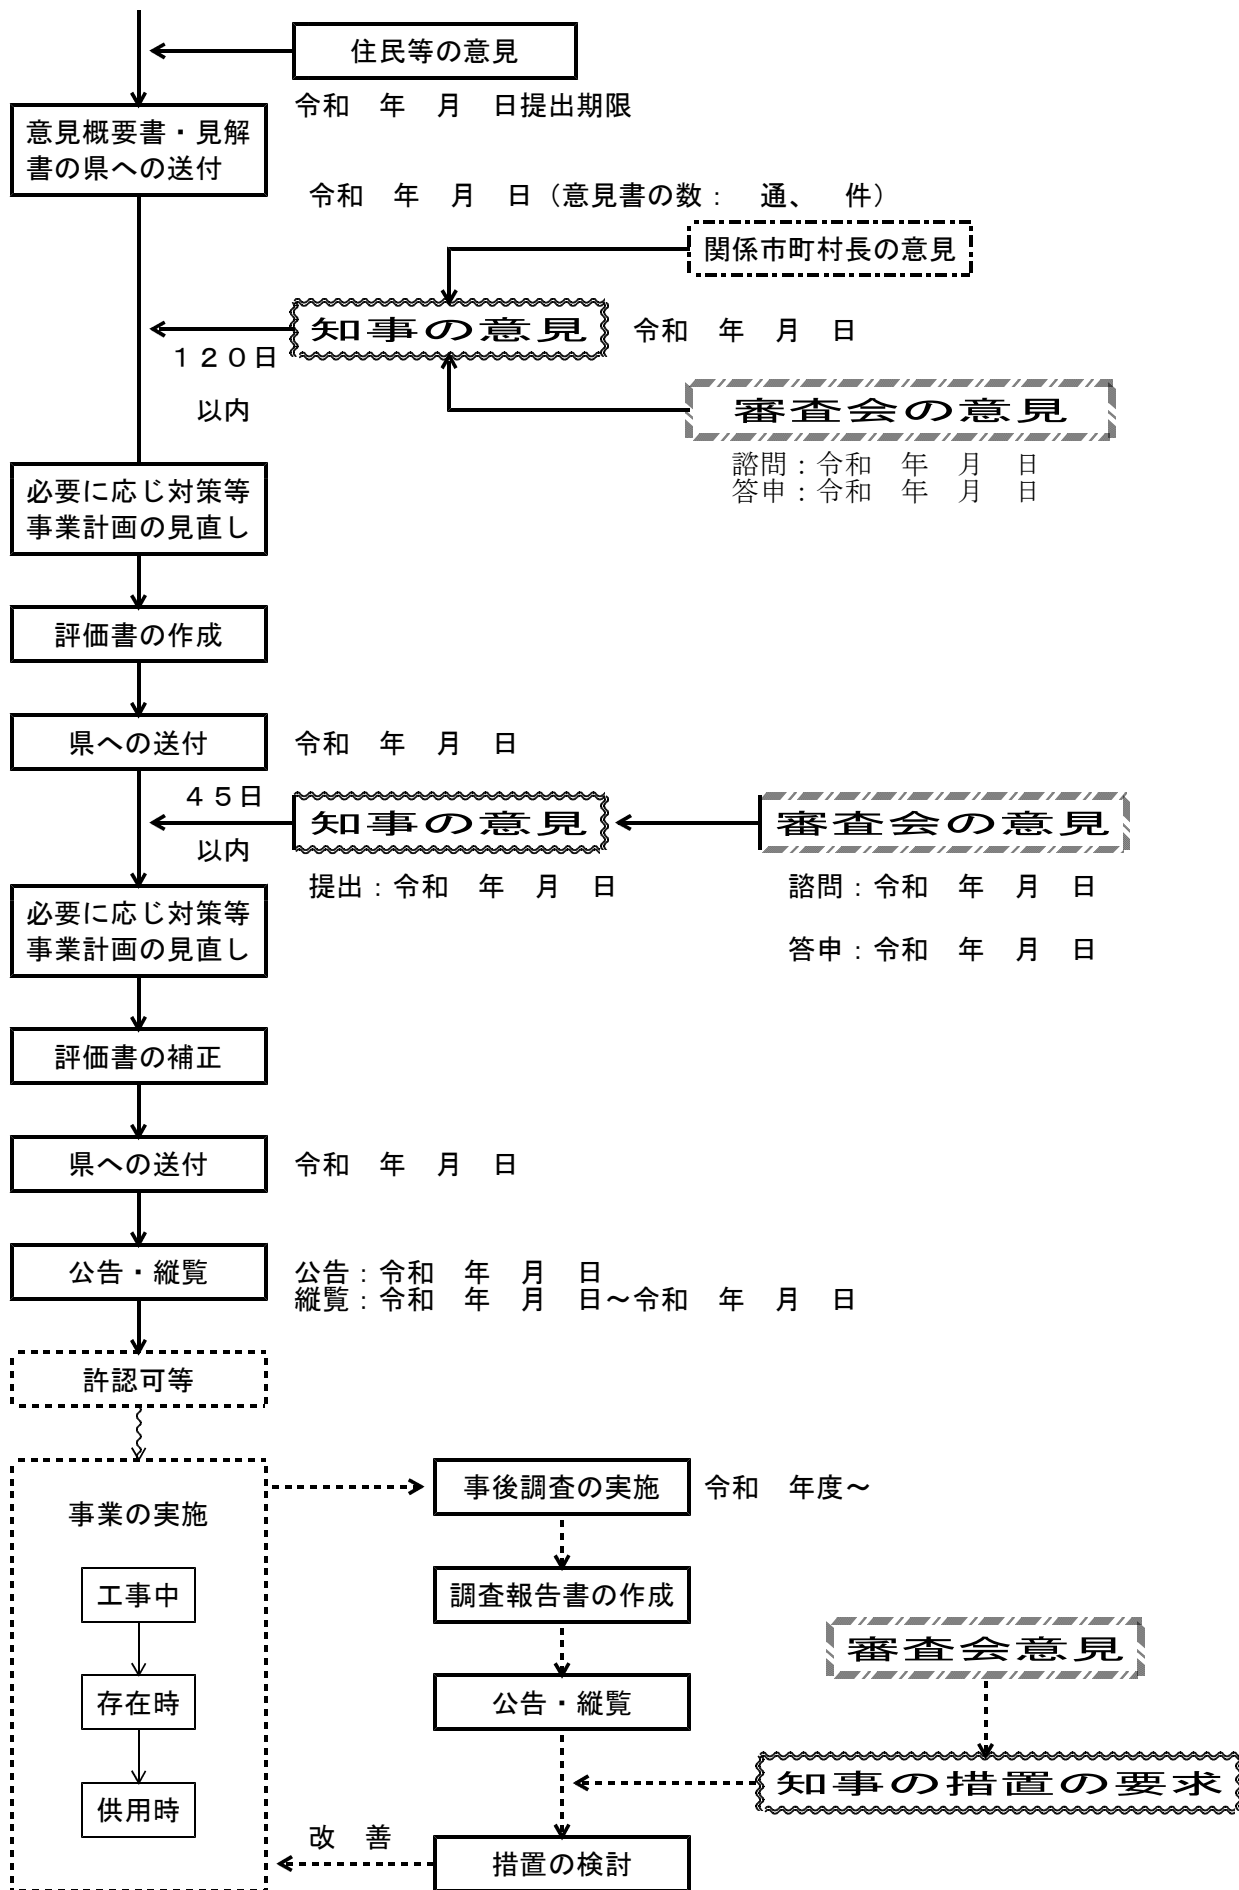 住民等の意見
令和　年　月　日提出期限
意見概要書・見解
書の県への送付
令和　年　月　日（意見書の数：　通、　件）
関係市町村長の意見
知事の意見
令和　年　月　日
１２０日
以内
審査会の意見
諮問：令和　年　月　日
答申：令和　年　月　日
必要に応じ対策等
事業計画の見直し
評価書の作成
県への送付
令和　年　月　日
４５日
以内
知事の意見
審査会の意見
提出：令和　年　月　日
諮問：令和　年　月　日
答申：令和　年　月　日
必要に応じ対策等
事業計画の見直し
評価書の補正
県への送付
令和　年　月　日
公告・縦覧
公告：令和　年　月　日
縦覧：令和　年　月　日～令和　年　月　日
許認可等
事業の実施
工事中
存在時
供用時
事後調査の実施
令和　年度～
調査報告書の作成
審査会意見
公告・縦覧
知事の措置の要求
改　善
措置の検討